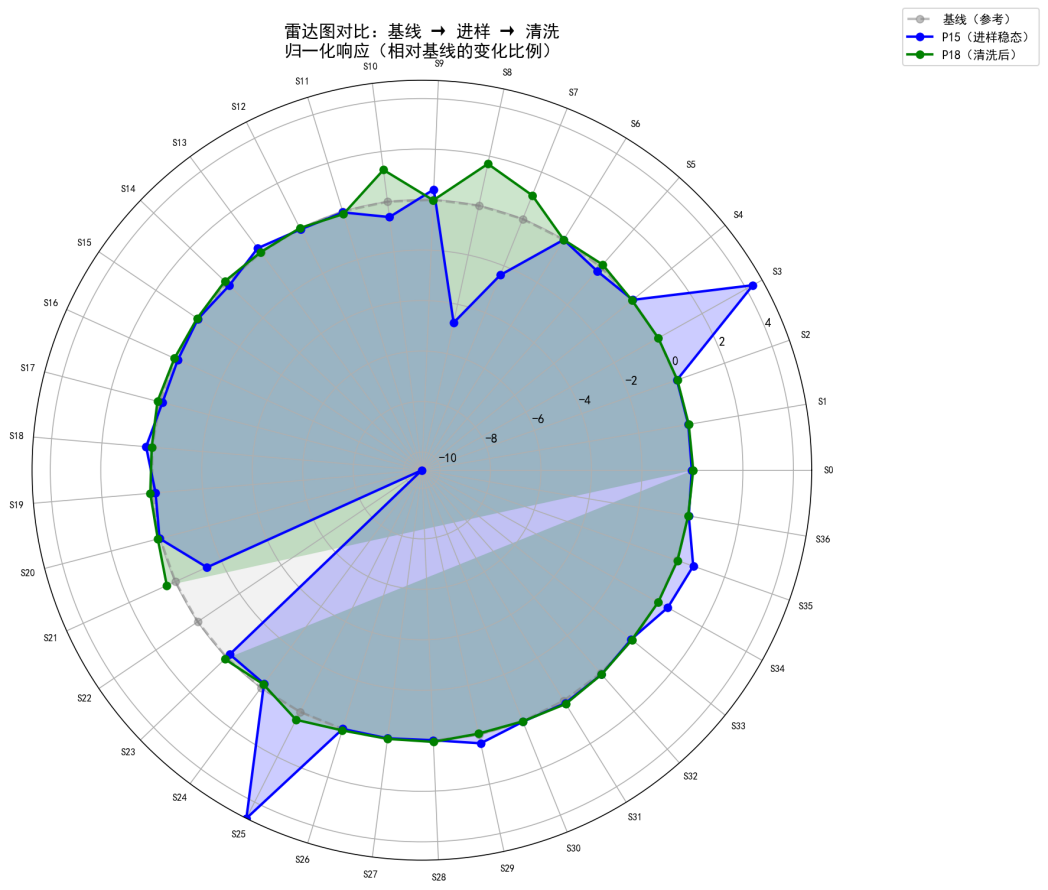 雷达图对比：基线 → 进样 → 清洗
归一化响应（相对基线的变化比例）
基线（参考）
P15（进样稳态）
P18（清洗后）
S0
S1
S2
S3
S4
S5
S6
S7
S8
S9
S10
S11
S12
S13
S14
S15
S16
S17
S18
S19
S20
S21
S22
S23
S24
S25
S26
S27
S28
S29
S30
S31
S32
S33
S34
S35
S36
4
2
0
−2
−4
−6
−8
−10